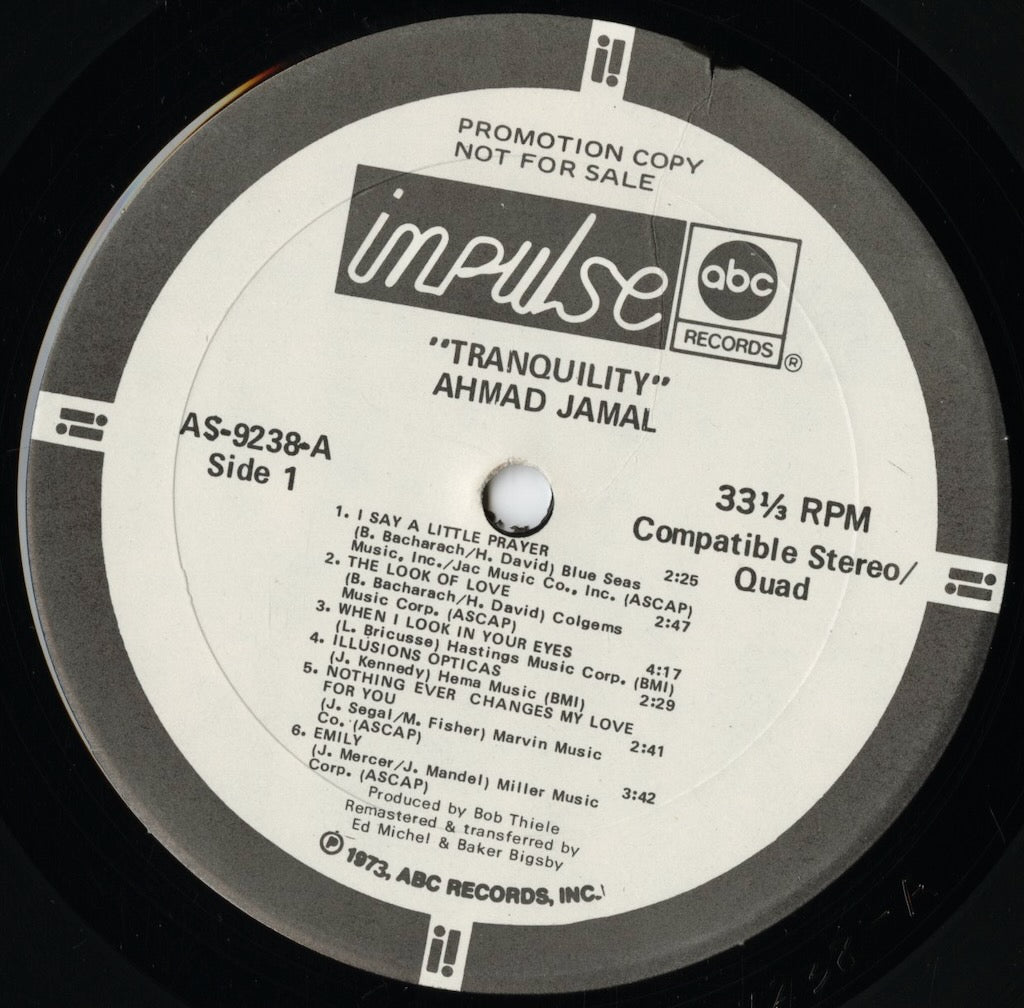 PROMOTION COPY
NOT FOR SALE
impulse
abc
RECORDS
®
"TRANQUILITY"
AHMAD JAMAL
AS-9238-A
Side 1
33⅓ RPM
Compatible Stereo/
Quad
1. I SAY A LITTLE PRAYER
(B. Bacharach/H. David) Blue Seas 2:25
Music, Inc./Jac Music Co., Inc. (ASCAP)
2. THE LOOK OF LOVE
(B. Bacharach/H. David) Colgems 2:47
Music Corp. (ASCAP)
3. WHEN I LOOK IN YOUR EYES 4:17
(L. Bricusse) Hastings Music Corp. (BMI)
4. ILLUSIONS OPTICAS 2:29
(J. Kennedy) Hema Music (BMI)
5. NOTHING EVER CHANGES MY LOVE
FOR YOU 2:41
(J. Segal/M. Fisher) Marvin Music
Co. (ASCAP)
6. EMILY 3:42
(J. Mercer/J. Mandel) Miller Music
Corp. (ASCAP)
Produced by Bob Thiele
Remastered & transferred by
Ed Michel & Baker Bigsby
℗ 1973, ABC RECORDS, INC.